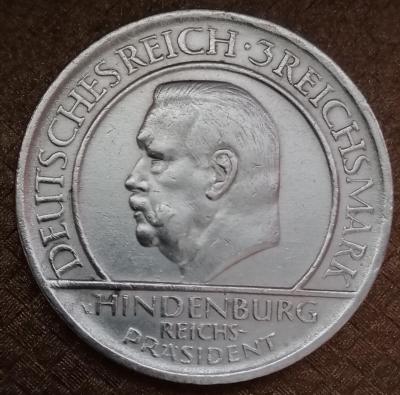 DEUTSCHES REICH · 3 REICHSMARK
v. HINDENBURG
REICHS-
PRÄSIDENT